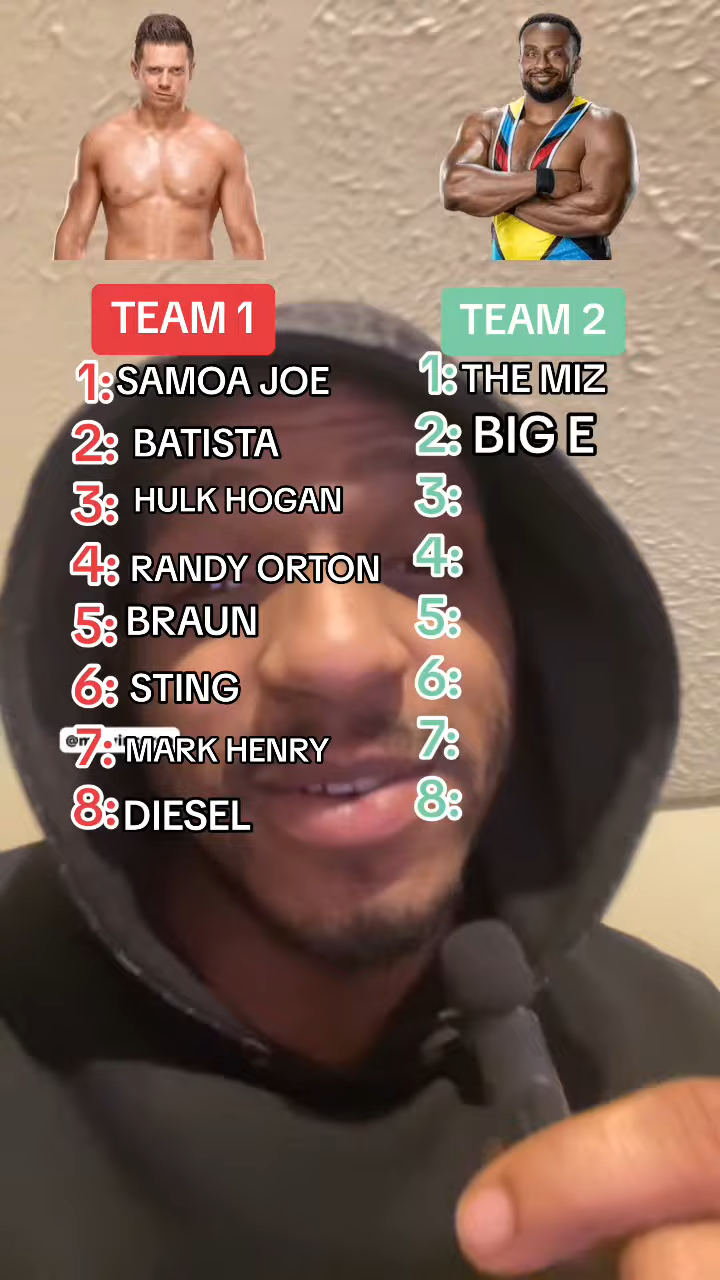 TEAM 1
1: SAMOA JOE
2: BATISTA
3: HULK HOGAN
4: RANDY ORTON
5: BRAUN
6: STING
7: MARK HENRY
8: DIESEL
TEAM 2
1: THE MIZ
2: BIG E
3:
4:
5:
6:
7:
8: